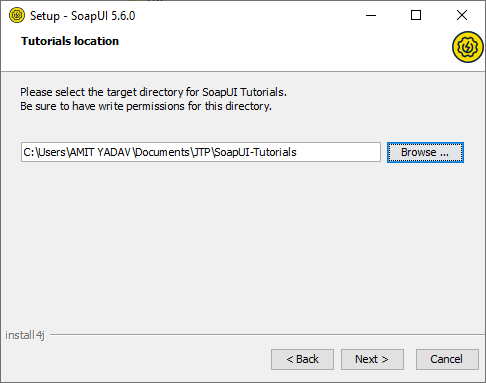 Setup - SoapUI 5.6.0
Tutorials location
Please select the target directory for SoapUI Tutorials.
Be sure to have write permissions for this directory.
C:\Users\AMIT YADAV\Documents\JTP\SoapUI-Tutorials
Browse ...
install4j
< Back
Next >
Cancel